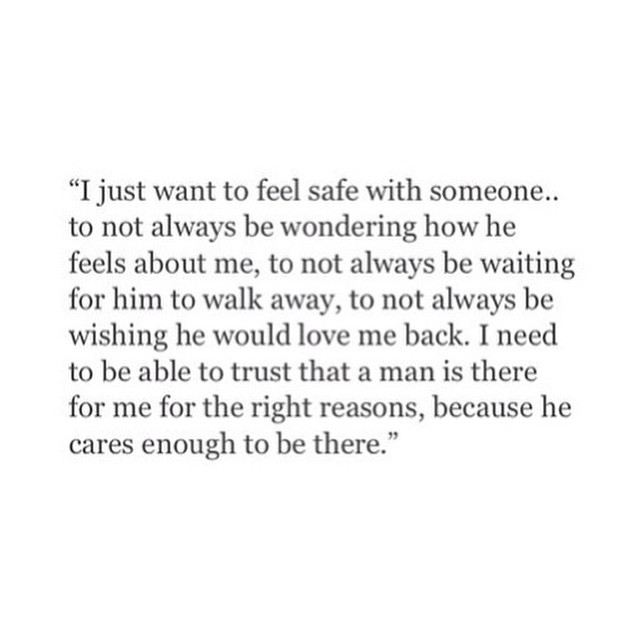 “I just want to feel safe with someone..
to not always be wondering how he
feels about me, to not always be waiting
for him to walk away, to not always be
wishing he would love me back. I need
to be able to trust that a man is there
for me for the right reasons, because he
cares enough to be there.”